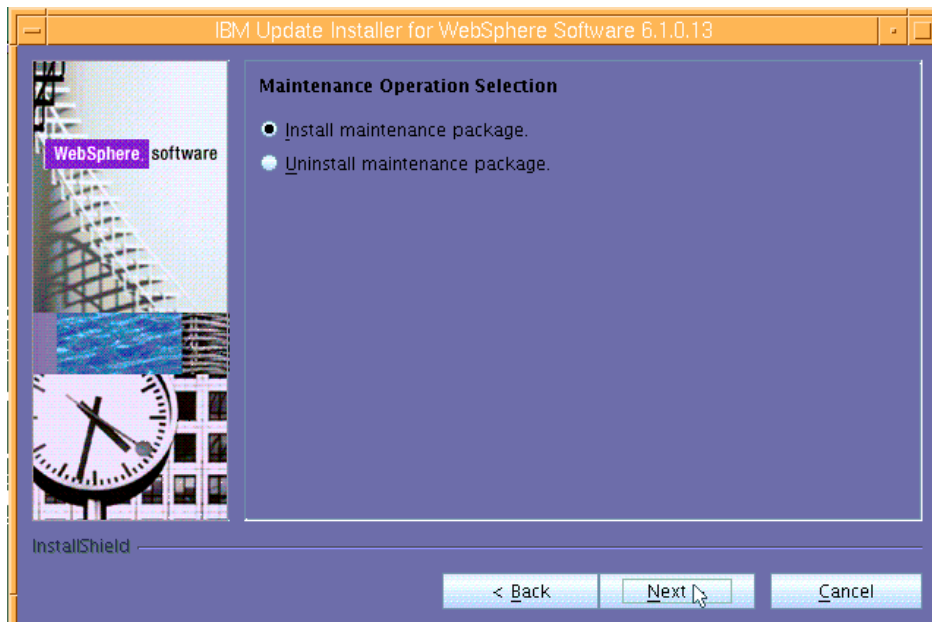 IBM Update Installer for WebSphere Software 6.1.0.13
WebSphere. software
Maintenance Operation Selection
Install maintenance package.
Uninstall maintenance package.
InstallShield
< Back
Next >
Cancel